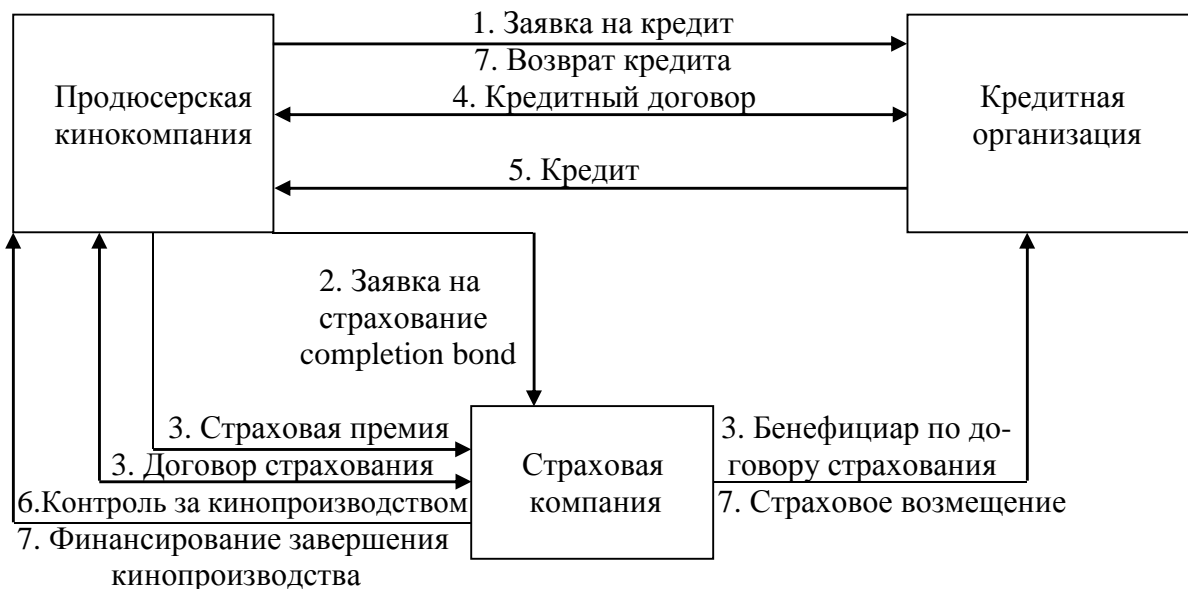 1. Заявка на кредит
7. Возврат кредита
Продюсерская
кинокомпания
4. Кредитный договор
Кредитная
организация
5. Кредит
2. Заявка на
страхование
completion bond
3. Страховая премия
3. Договор страхования
6.Контроль за кинопроизводством
7. Финансирование завершения
кинопроизводства
Страховая
компания
3. Бенефициар по до-
говору страхования
7. Страховое возмещение